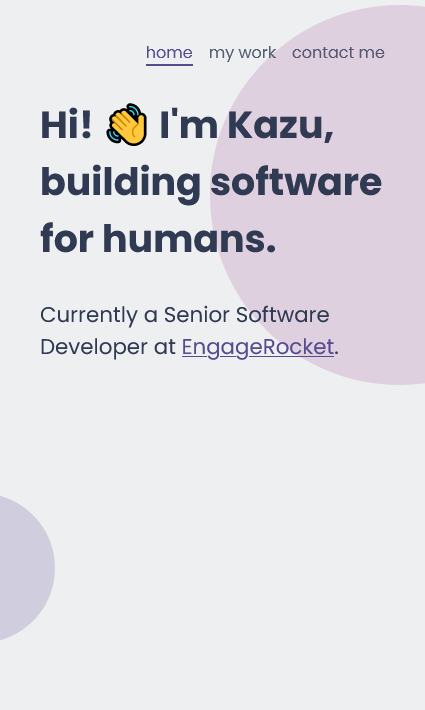 home my work contact me
Hi! 👋 I'm Kazu,
building software
for humans.
Currently a Senior Software
Developer at EngageRocket.